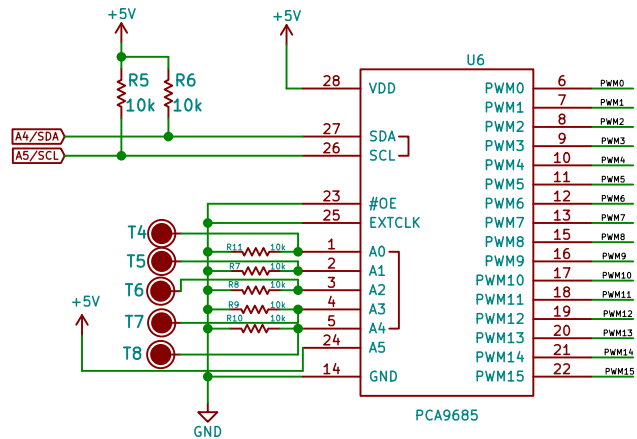 +5V
+5V
U6
R5
10k
R6
10k
28
VDD
PWM0
6
PWM0
PWM1
7
PWM1
A4/SDA
27
SDA
PWM2
8
PWM2
A5/SCL
26
SCL
PWM3
9
PWM3
PWM4
10
PWM4
PWM5
11
PWM5
23
#OE
PWM6
12
PWM6
25
EXTCLK
PWM7
13
PWM7
T4
R11
10k
1
A0
PWM8
15
PWM8
T5
R7
10k
2
A1
PWM9
16
PWM9
T6
R8
10k
3
A2
PWM10
17
PWM10
+5V
R9
10k
4
A3
PWM11
18
PWM11
T7
R10
10k
5
A4
PWM12
19
PWM12
T8
24
A5
PWM13
20
PWM13
PWM14
21
PWM14
14
GND
PWM15
22
PWM15
GND
PCA9685